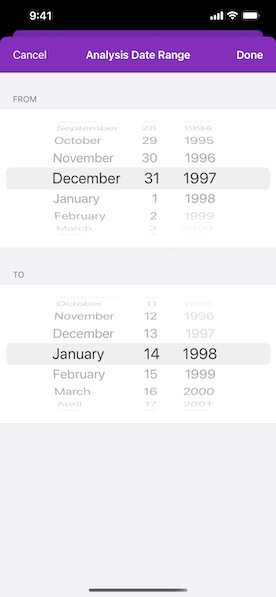 9:41
Cancel Analysis Date Range Done
FROM
September 28 1994
October 29 1995
November 30 1996
December 31 1997
January 1 1998
February 2 1999
March 3 2000
TO
October 11 1995
November 12 1996
December 13 1997
January 14 1998
February 15 1999
March 16 2000
April 17 2001